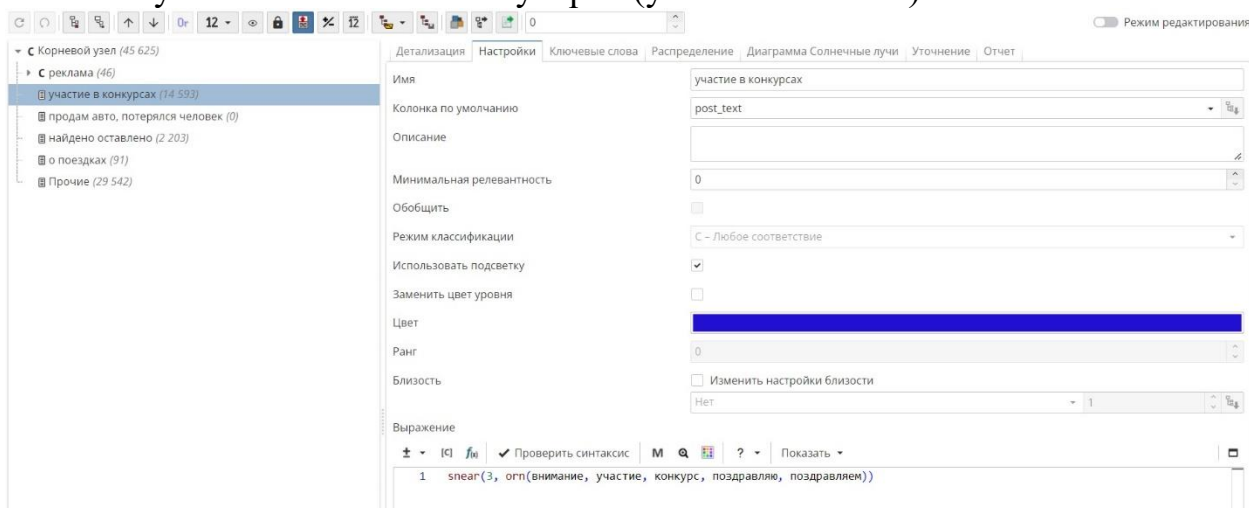 Or 12 % 12 0 Режим редактирования
С Корневой узел (45 625)
С реклама (46)
участие в конкурсах (14 593)
продам авто, потерялся человек (0)
найдено оставлено (2 203)
о поездках (91)
Прочие (29 542)
Детализация Настройки Ключевые слова Распределение Диаграмма Солнечные лучи Уточнение Отчет
Имя участие в конкурсах
Колонка по умолчанию post_text
Описание
Минимальная релевантность 0
Обобщить
Режим классификации С – Любое соответствие
Использовать подсветку
Заменить цвет уровня
Цвет
Ранг 0
Близость Изменить настройки близости
Нет 1
Выражение
± |C| f(x) Проверить синтаксис M ? Показать
1 snear(3, orn(внимание, участие, конкурс, поздравляю, поздравляем))